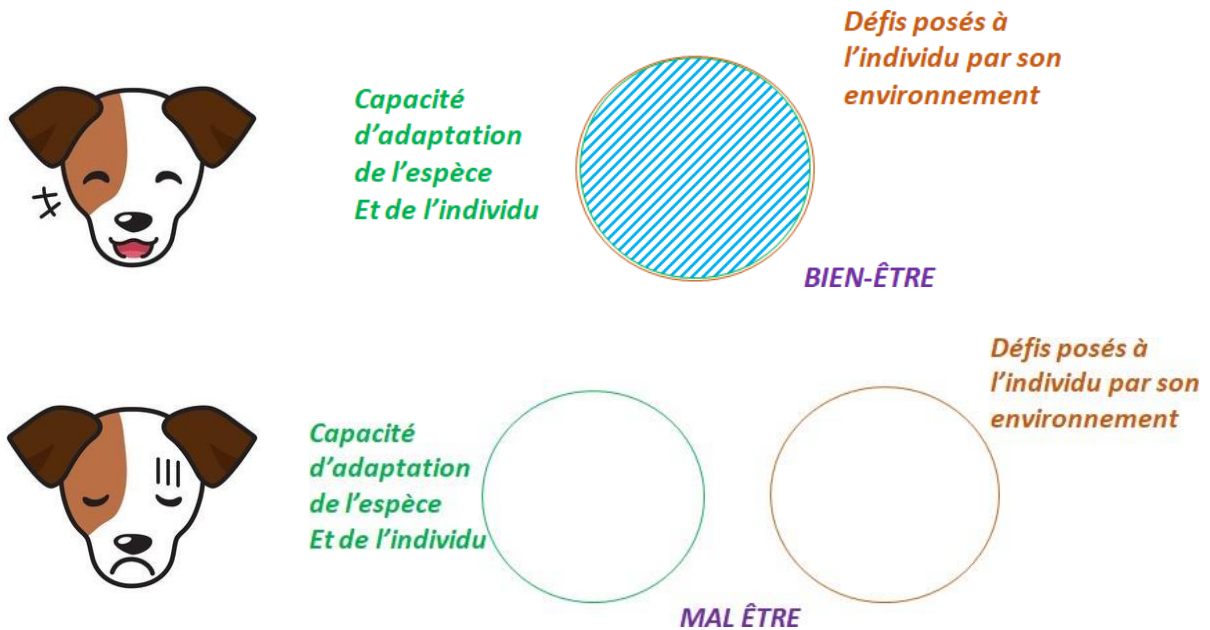 Défis posés à
l'individu par son
environnement
Capacité
d'adaptation
de l'espèce
Et de l'individu
BIEN-ÊTRE
Défis posés à
l'individu par son
environnement
Capacité
d'adaptation
de l'espèce
Et de l'individu
MAL ÊTRE